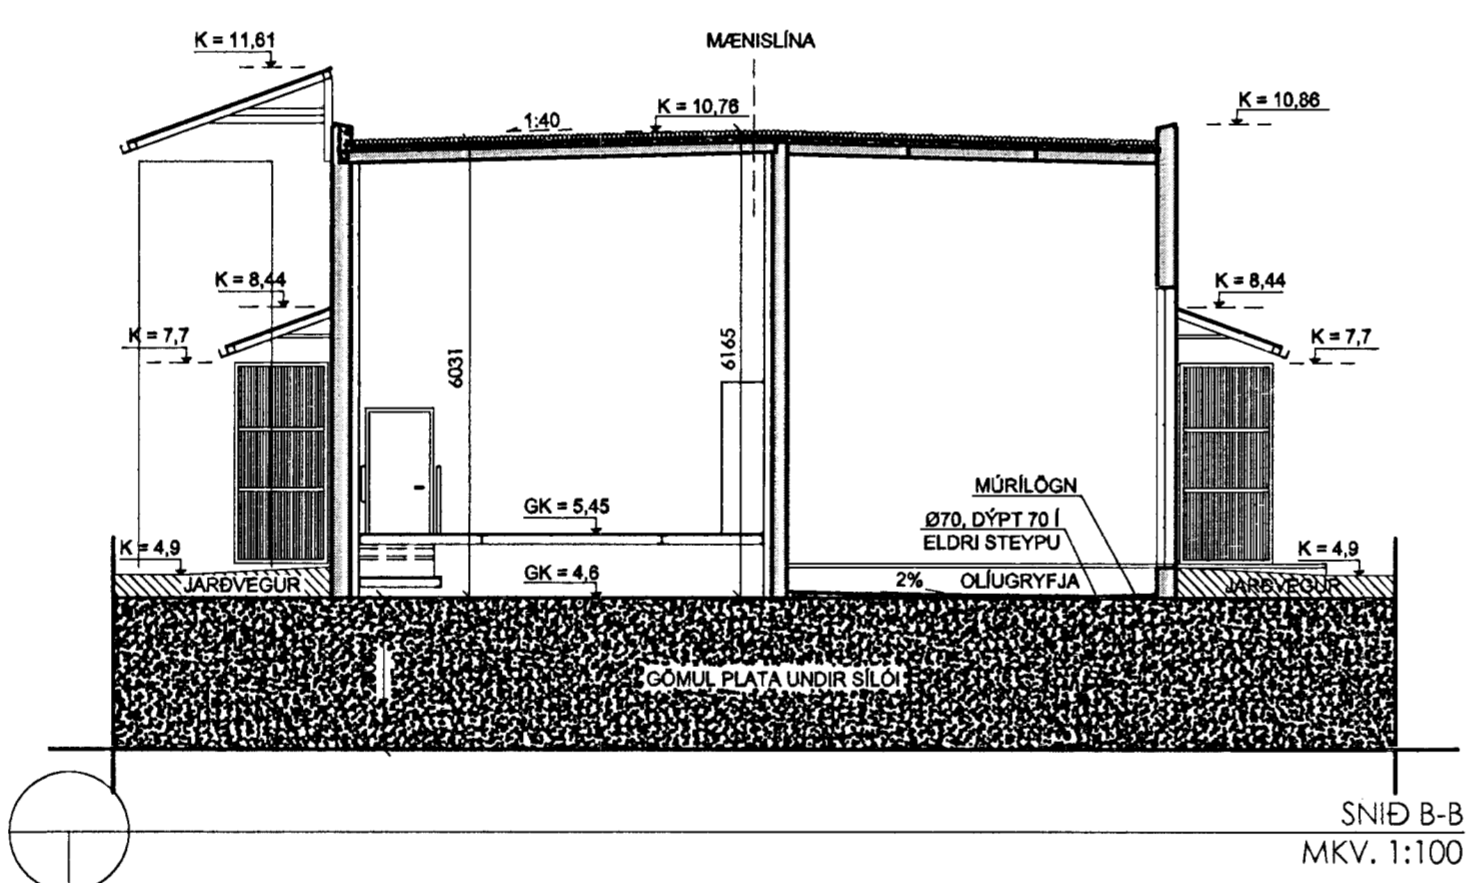 K = 11,61
MÆNISLÍNA
K = 10,86
K = 10,76
1:40
K = 8,44
K = 8,44
K = 7,7
K = 7,7
6031
6165
MÚRÍLÖGN
GK = 5,45
Ø70, DÝPT 70 Í
ELDRI STEYPU
K = 4,9
K = 4,9
GK = 4,6
2%
OLÍUGRYFJA
JARÐVEGUR
JARÐVEGUR
GÖMUL PLATA UNDIR SÍLÓI
SNIÐ B-B
MKV. 1:100